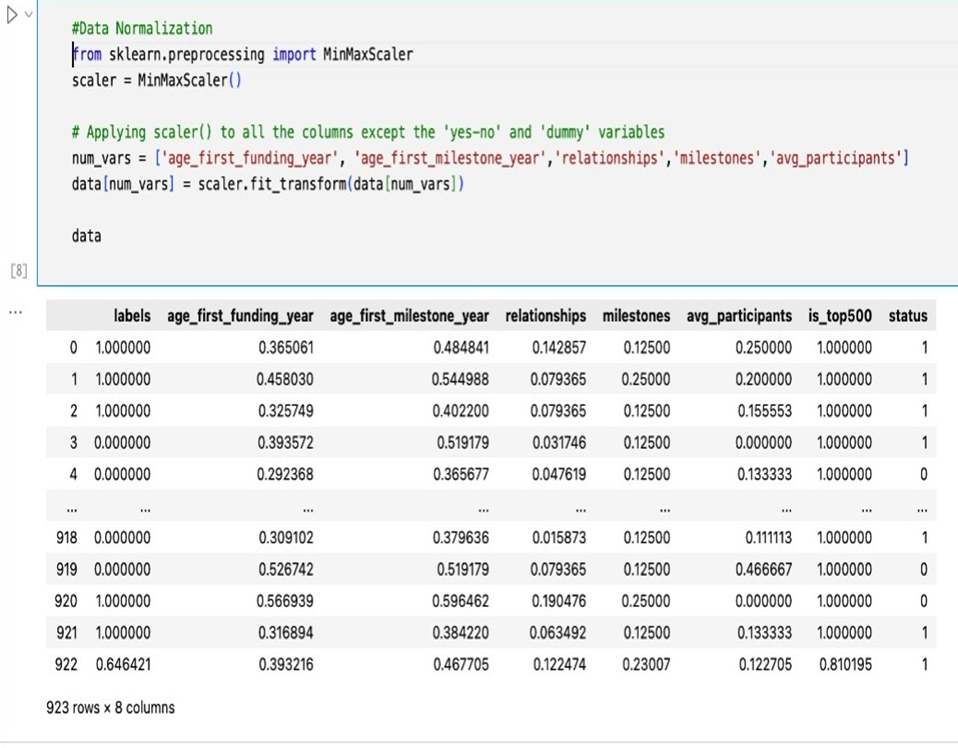 #Data Normalization
from sklearn.preprocessing import MinMaxScaler
scaler = MinMaxScaler()
# Applying scaler() to all the columns except the 'yes-no' and 'dummy' variables
num_vars = ['age_first_funding_year', 'age_first_milestone_year','relationships','milestones','avg_participants']
data[num_vars] = scaler.fit_transform(data[num_vars])
data
[8]
...
labels age_first_funding_year age_first_milestone_year relationships milestones avg_participants is_top500 status
0 1.000000 0.365061 0.484841 0.142857 0.12500 0.250000 1.000000 1
1 1.000000 0.458030 0.544988 0.079365 0.25000 0.200000 1.000000 1
2 1.000000 0.325749 0.402200 0.079365 0.12500 0.155553 1.000000 1
3 0.000000 0.393572 0.519179 0.031746 0.12500 0.000000 1.000000 1
4 0.000000 0.292368 0.365677 0.047619 0.12500 0.133333 1.000000 0
... ... ... ... ... ... ... ... ...
918 0.000000 0.309102 0.379636 0.015873 0.12500 0.111113 1.000000 1
919 0.000000 0.526742 0.519179 0.079365 0.12500 0.466667 1.000000 0
920 1.000000 0.566939 0.596462 0.190476 0.25000 0.000000 1.000000 0
921 1.000000 0.316894 0.384220 0.063492 0.12500 0.133333 1.000000 1
922 0.646421 0.393216 0.467705 0.122474 0.23007 0.122705 0.810195 1
923 rows × 8 columns